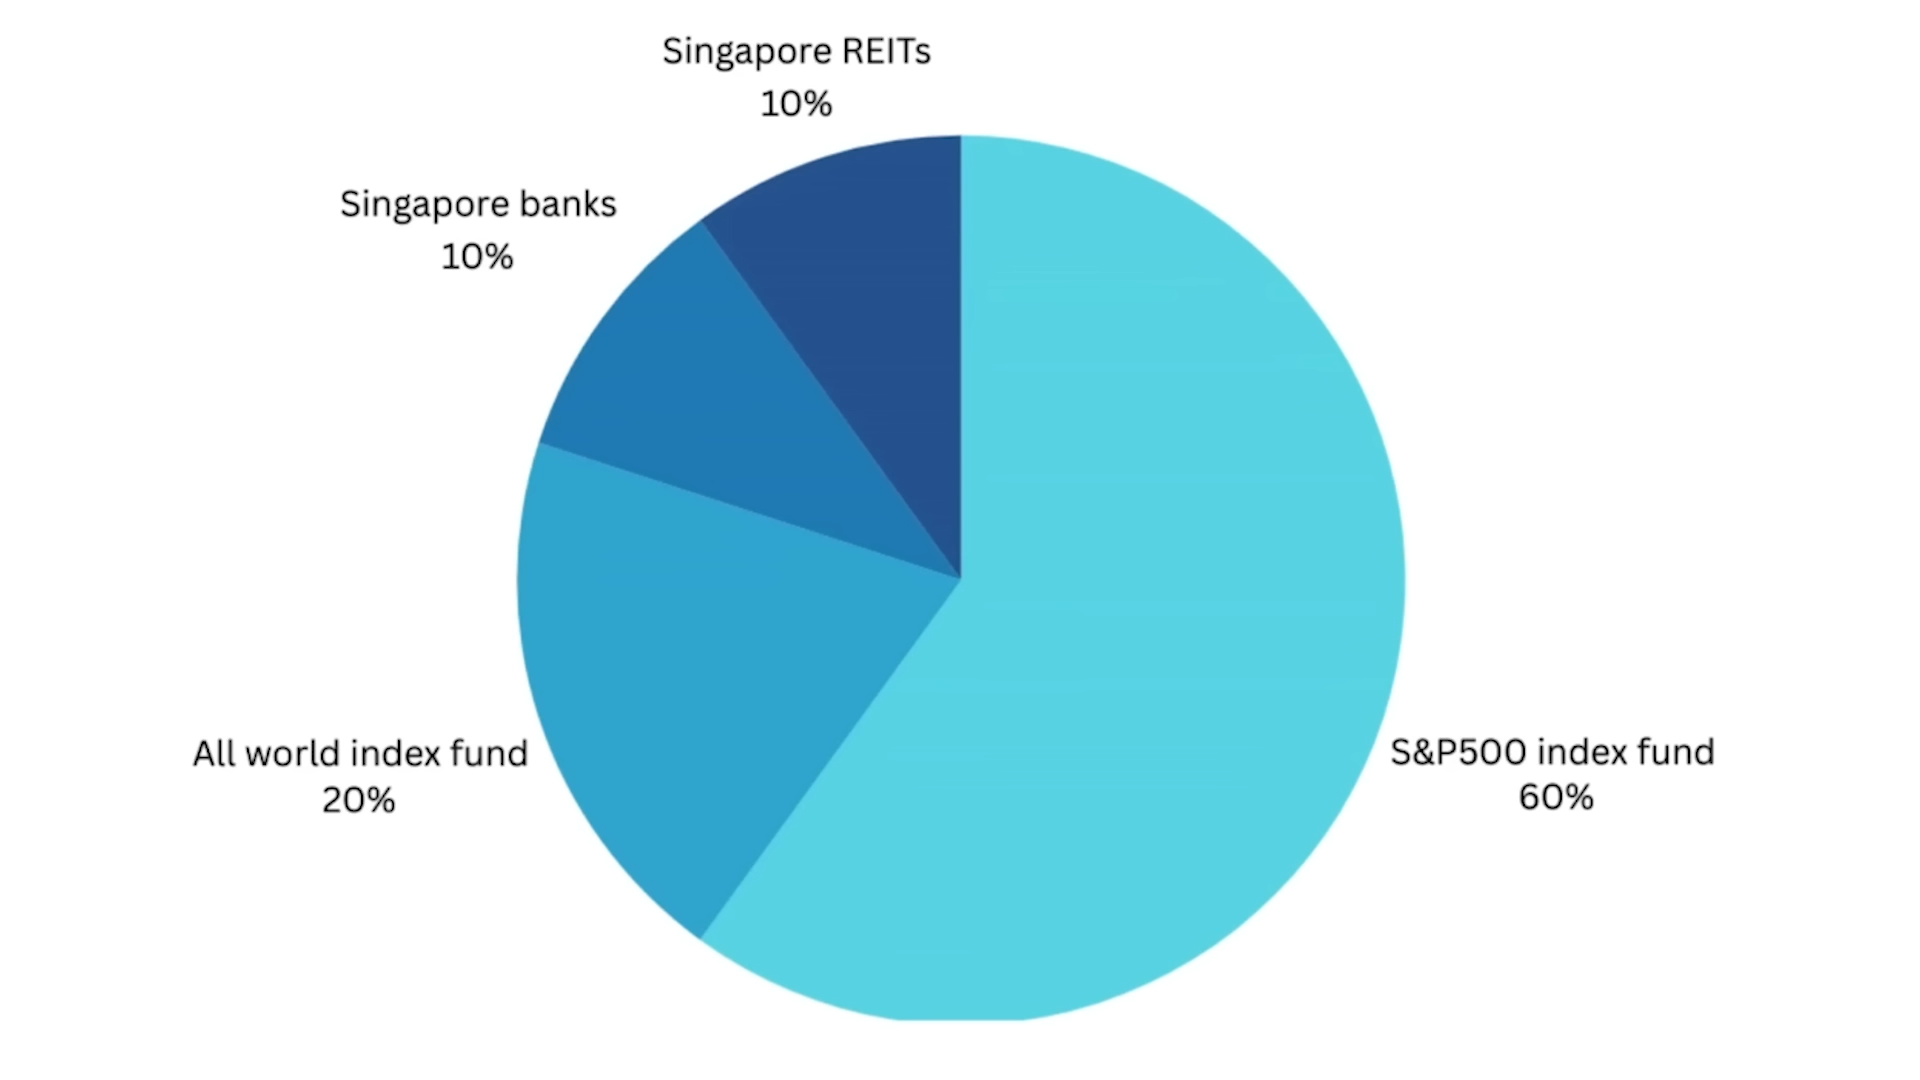 Singapore REITs
10%
Singapore banks
10%
All world index fund
20%
S&P500 index fund
60%